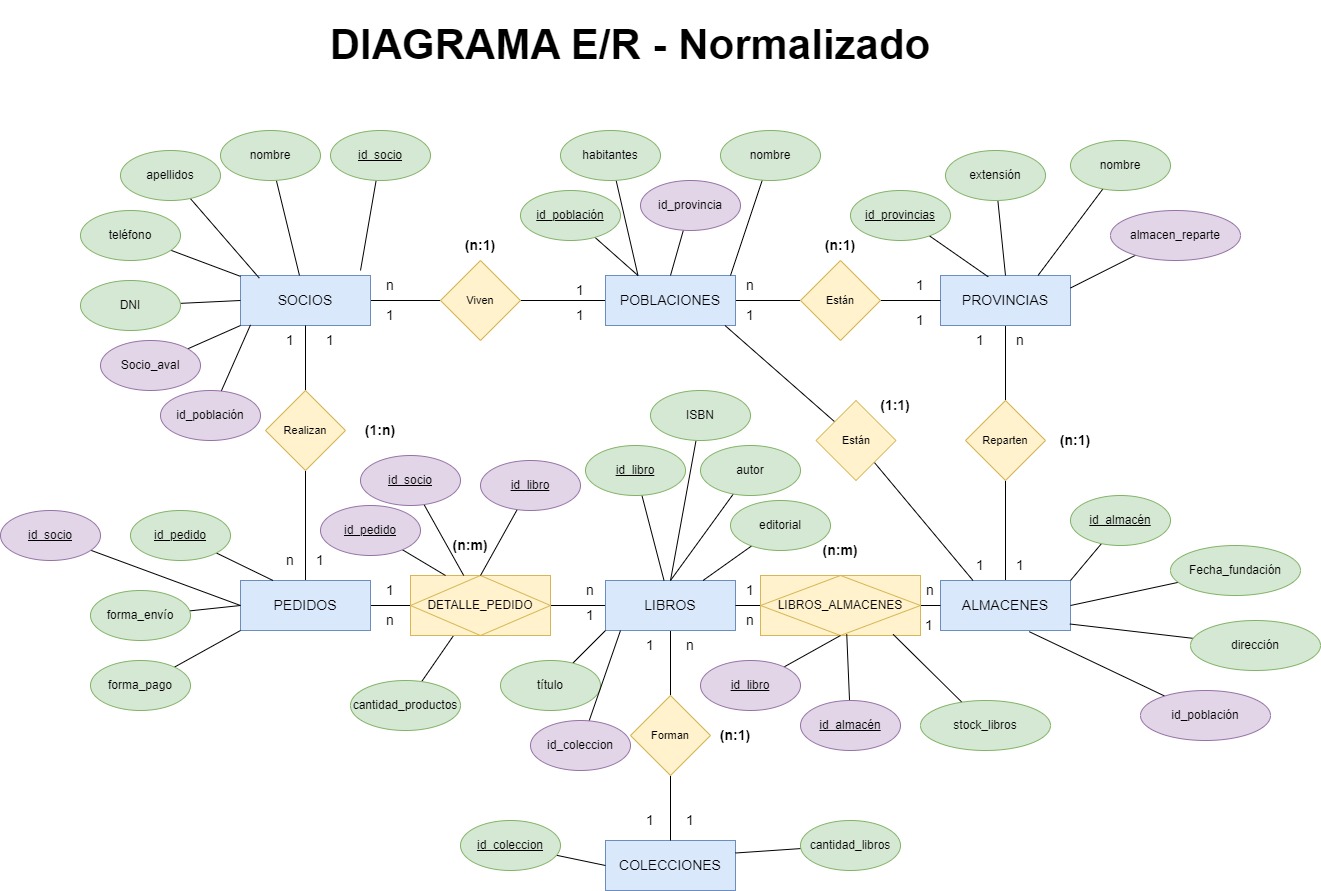 DIAGRAMA E/R - Normalizado
nombre
id_socio
habitantes
nombre
nombre
apellidos
extensión
id_población
id_provincia
id_provincias
teléfono
almacen_reparte
(n:1)
(n:1)
DNI
SOCIOS
n
1
Viven
1
1
POBLACIONES
n
1
Están
1
1
PROVINCIAS
Socio_aval
id_población
1
1
1
n
Realizan
(1:n)
ISBN
(1:1)
Están
Reparten
(n:1)
id_socio
id_libro
id_libro
autor
id_socio
id_pedido
id_pedido
editorial
id_almacén
(n:m)
(n:m)
n
1
1
1
Fecha_fundación
forma_envío
PEDIDOS
1
n
DETALLE_PEDIDO
n
1
LIBROS
1
n
LIBROS_ALMACENES
n
1
ALMACENES
dirección
1
n
forma_pago
cantidad_productos
título
id_libro
id_almacén
stock_libros
id_población
id_coleccion
Forman
(n:1)
1
1
id_coleccion
COLECCIONES
cantidad_libros